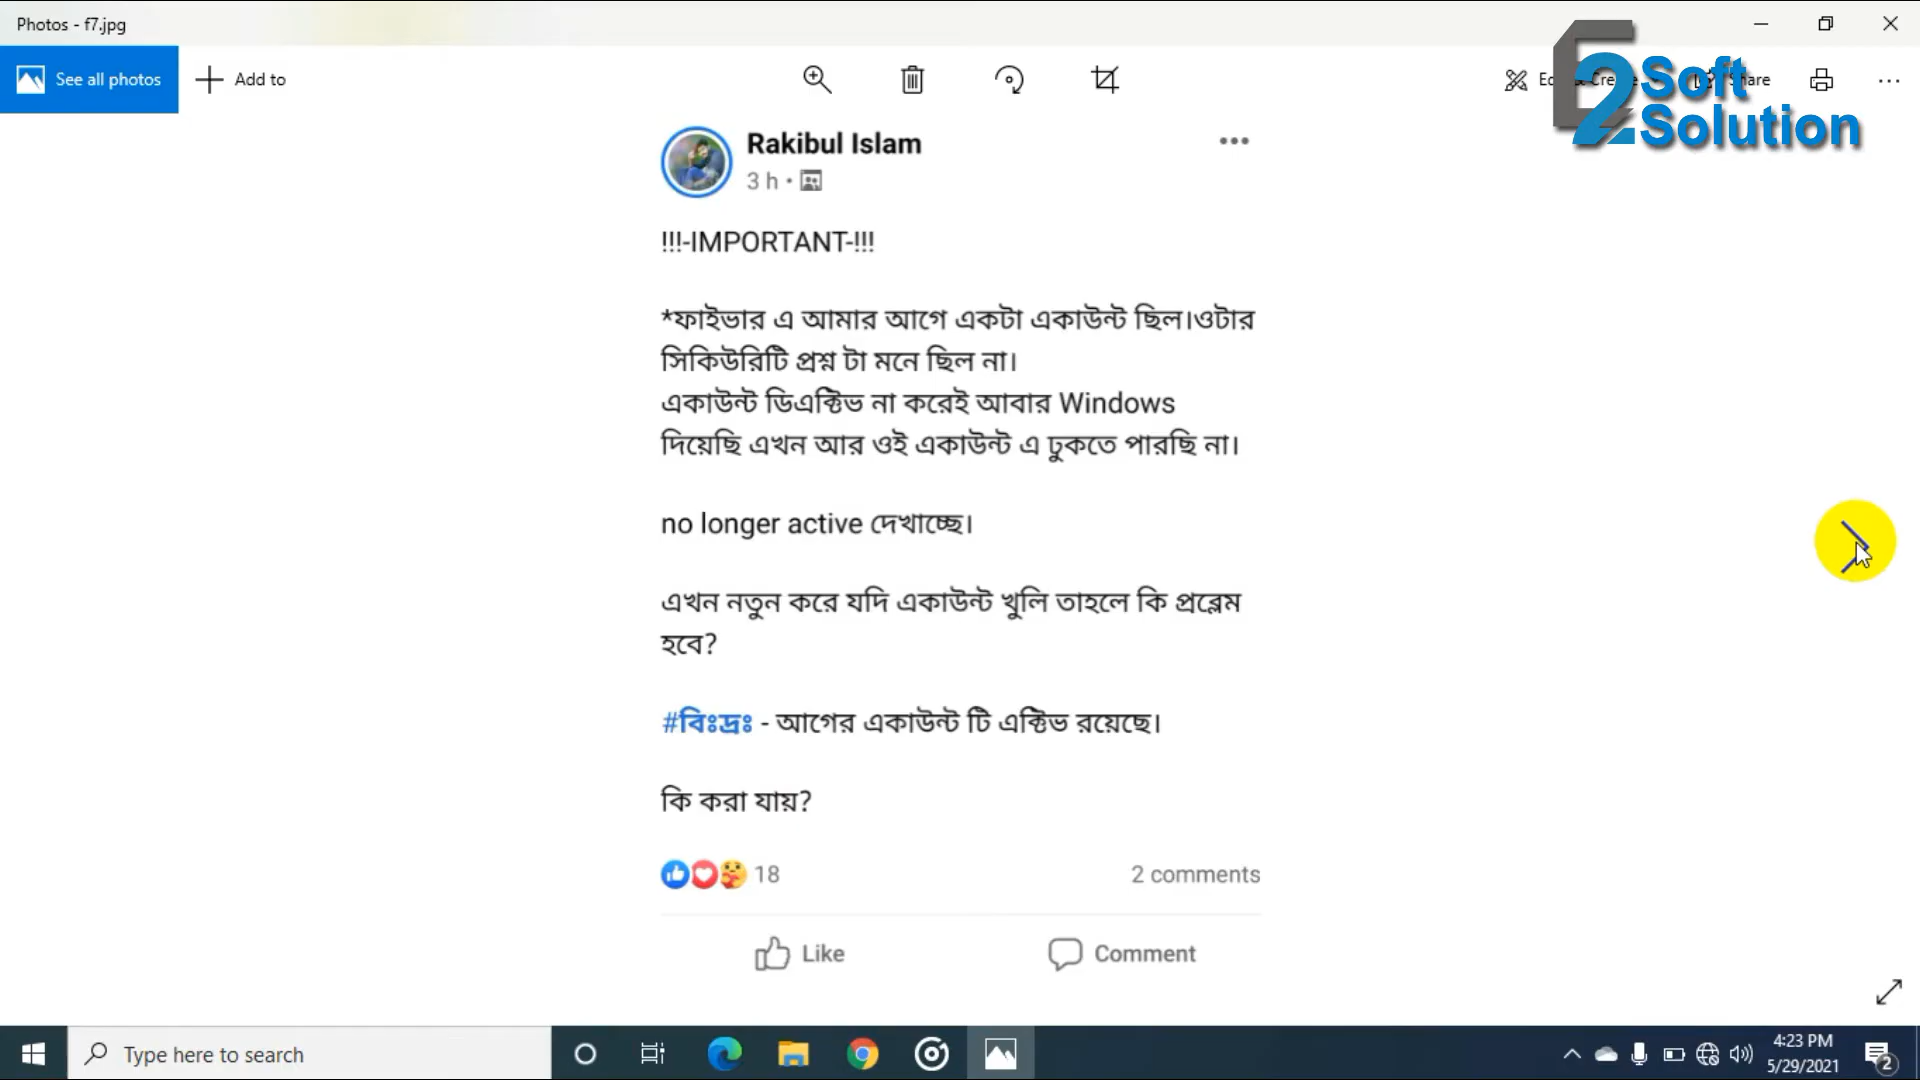 Photos - f7.jpg
See all photos
Add to
Soft
Solution
Rakibul Islam
3 h
!!!-IMPORTANT-!!!
*ফাইভার এ আমার আগে একটা একাউন্ট ছিল।ওটার
সিকিউরিটি প্রশ্ন টা মনে ছিল না।
একাউন্ট ডিএক্টিভ না করেই আবার Windows
দিয়েছি এখন আর ওই একাউন্ট এ ঢুকতে পারছি না।
no longer active দেখাচ্ছে।
এখন নতুন করে যদি একাউন্ট খুলি তাহলে কি প্রব্লেম
হবে?
#বিঃদ্রঃ - আগের একাউন্ট টি এক্টিভ রয়েছে।
কি করা যায়?
18
2 comments
Like
Comment
Type here to search
4:23 PM
5/29/2021
2